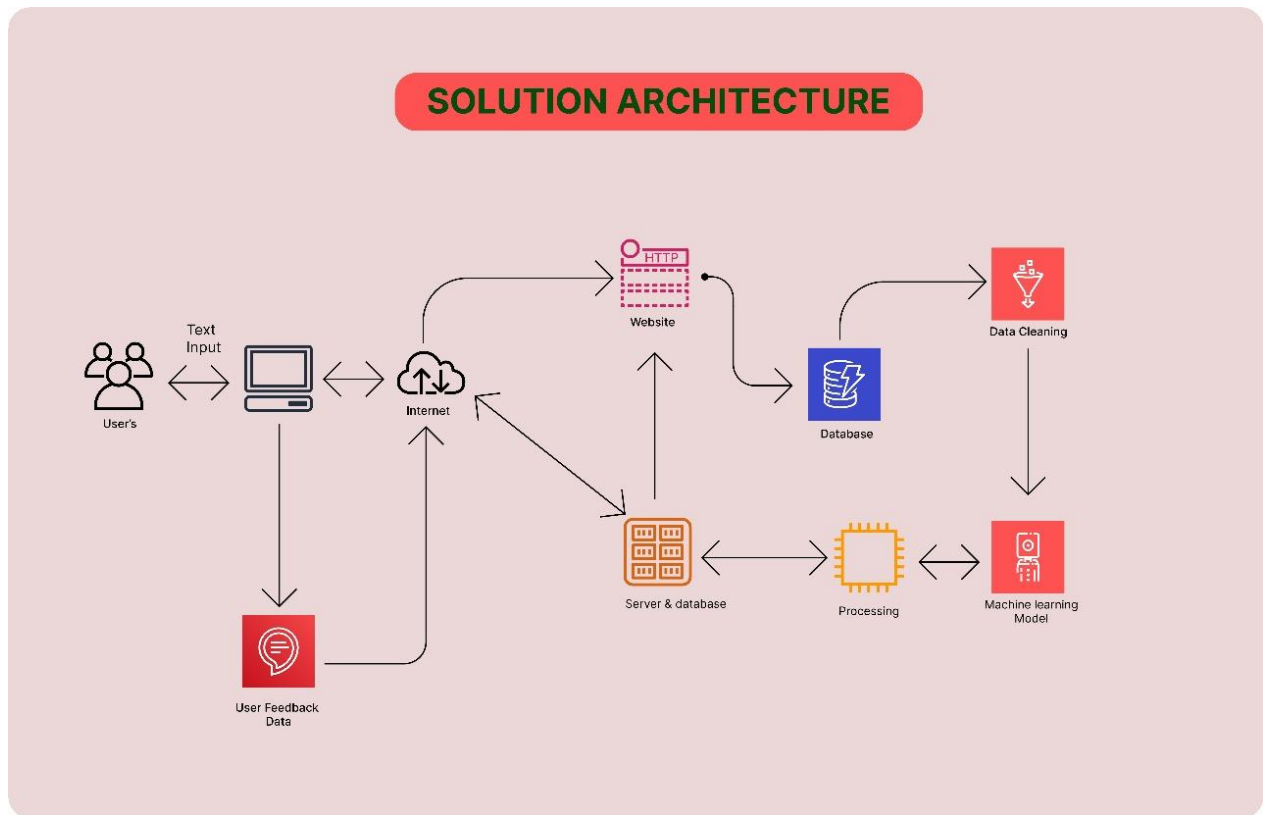 SOLUTION ARCHITECTURE
HTTP
Website
Data Cleaning
Text
Input
User's
Internet
Database
Server & database
Processing
Machine learning
Model
User Feedback
Data